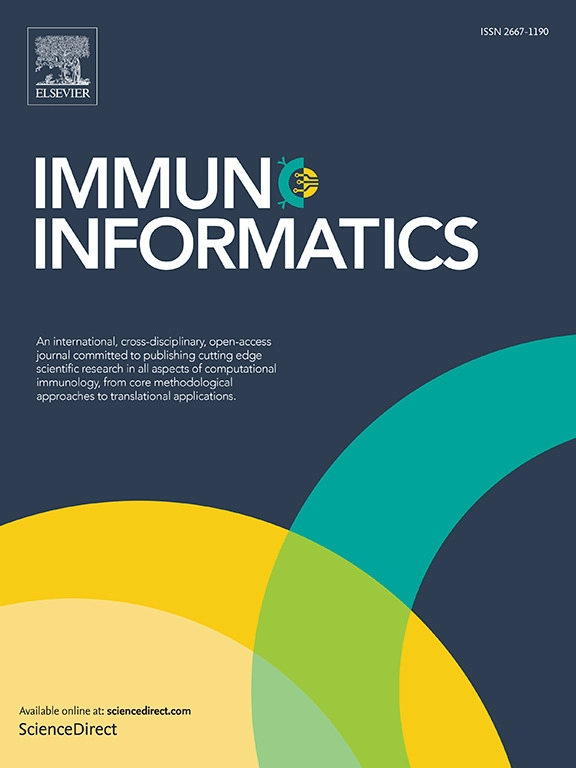 ISSN 2667-1190
ELSEVIER
IMMUNO
INFORMATICS
An international, cross-disciplinary, open-access
journal committed to publishing cutting edge
scientific research in all aspects of computational
immunology, from core methodological
approaches to translational applications.
Available online at: sciencedirect.com
ScienceDirect